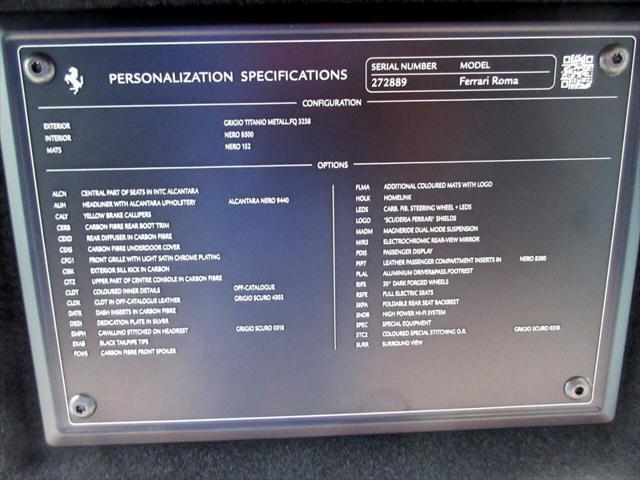 PERSONALIZATION SPECIFICATIONS
SERIAL NUMBER MODEL
272889 Ferrari Roma
CONFIGURATION
EXTERIOR GRIGIO TITANIO METALL.FQ 3238
INTERIOR NERO 8500
MATS NERO 152
OPTIONS
ALCN CENTRAL PART OF SEATS IN INTC ALCANTARA
ALIH HEADLINER WITH ALCANTARA UPHOLSTERY ALCANTARA NERO 9440
CALY YELLOW BRAKE CALLIPERS
CERB CARBON FIBRE REAR BOOT TRIM
CEXD REAR DIFFUSER IN CARBON FIBRE
CEXS CARBON FIBRE UNDERDOOR COVER
CFG1 FRONT GRILLE WITH LIGHT SATIN CHROME PLATING
CISK EXTERIOR SILL KICK IN CARBON
CITZ UPPER PART OF CENTRE CONSOLE IN CARBON FIBRE
CLDT COLOURED INNER DETAILS OFF-CATALOGUE
CLDX CLDT IN OFF-CATALOGUE LEATHER GRIGIO SCURO 4302
DATR DASH INSERTS IN CARBON FIBRE
DEDI DEDICATION PLATE IN SILVER
EMPH CAVALLINO STITCHED ON HEADREST GRIGIO SCURO 0318
EXAB BLACK TAILPIPE TIPS
FCWS CARBON FIBRE FRONT SPOILER
FLMA ADDITIONAL COLOURED MATS WITH LOGO
HOLK HOMELINK
LEDS CARB. FIB. STEERING WHEEL + LEDS
LOGO 'SCUDERIA FERRARI' SHIELDS
MADM MAGNERIDE DUAL MODE SUSPENSION
MIR3 ELECTROCHROMIC REAR-VIEW MIRROR
PDIS PASSENGER DISPLAY
PIP7 LEATHER PASSENGER COMPARTMENT INSERTS IN NERO 8500
PLAL ALUMINIUM DRIVER&PASS.FOOTREST
RIFS 20" DARK FORGED WHEELS
RSFE FULL ELECTRIC SEATS
SKPR FOLDABLE REAR SEAT BACKREST
SNDB HIGH POWER HI-FI SYSTEM
SPEC SPECIAL EQUIPMENT
STC2 COLOURED SPECIAL STITCHING O.R. GRIGIO SCURO 0318
SURR SURROUND VIEW